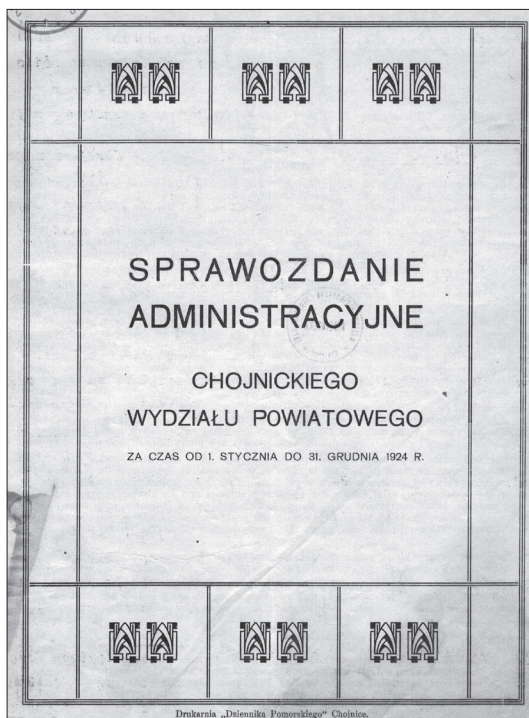 SPRAWOZDANIE
ADMINISTRACYJNE
CHOJNICKIEGO
WYDZIAŁU POWIATOWEGO
ZA CZAS OD 1. STYCZNIA DO 31. GRUDNIA 1924 R.
Drukarnia „Dziennika Pomorskiego" Chojnice.